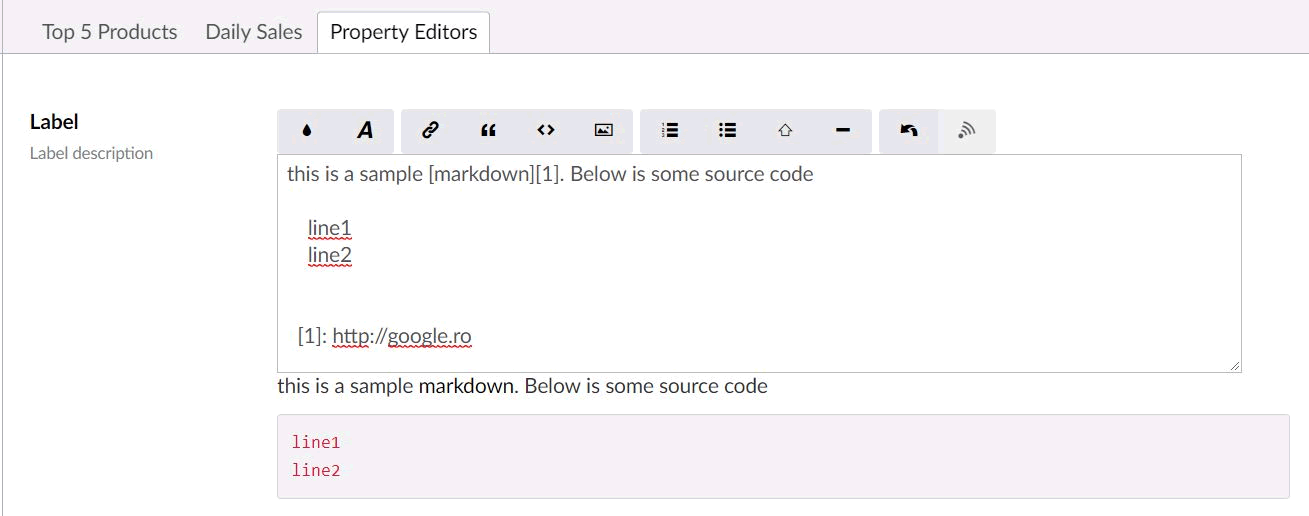 Top 5 Products Daily Sales Property Editors
Label
Label description
this is a sample [markdown][1]. Below is some source code
line1
line2
[1]: http://google.ro
this is a sample markdown. Below is some source code
line1
line2